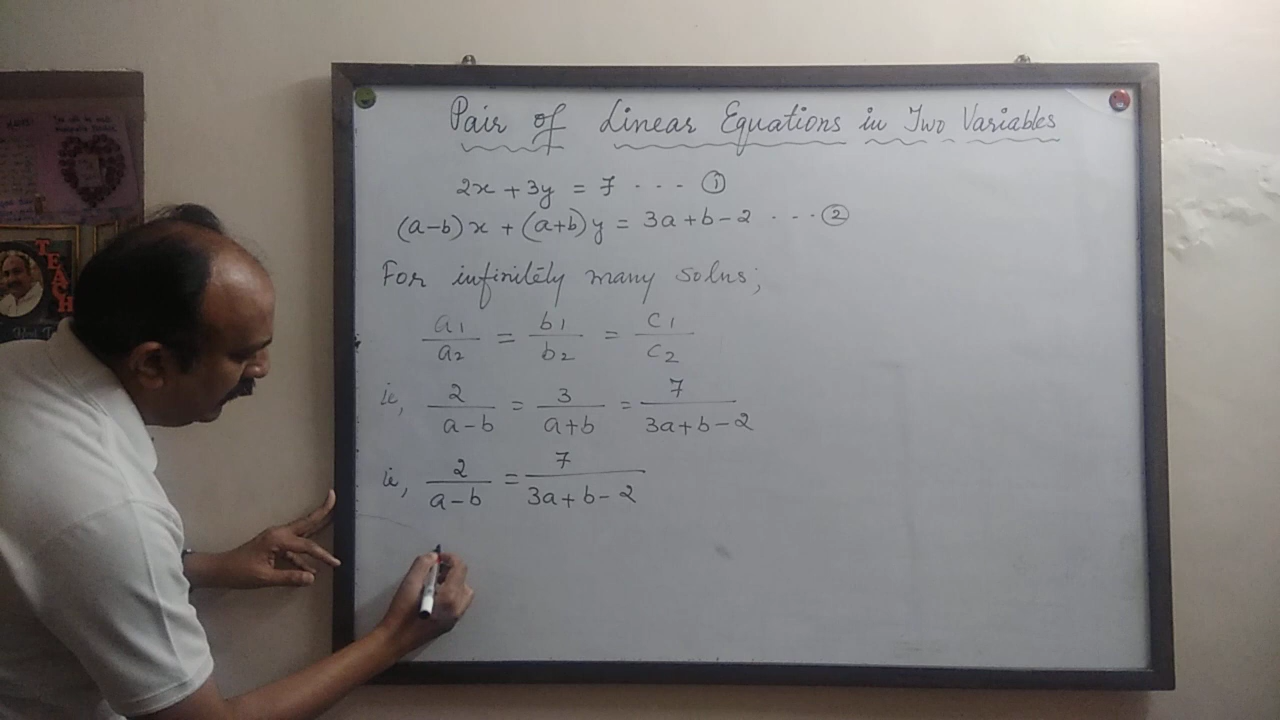 Pair of Linear Equations in Two Variables
2x + 3y = 7 - - - ①
(a-b)x + (a+b)y = 3a+b-2 - - - ②
For infinitely many solns;
a1/a2 = b1/b2 = c1/c2
ie, 2/(a-b) = 3/(a+b) = 7/(3a+b-2)
ie, 2/(a-b) = 7/(3a+b-2)
TEACH